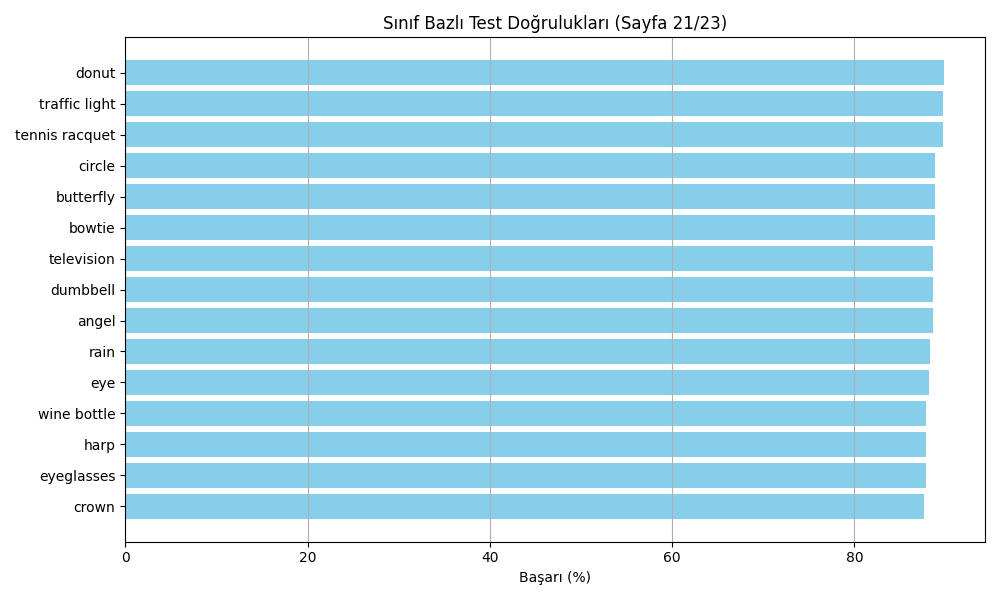 Sınıf Bazlı Test Doğrulukları (Sayfa 21/23)
donut
traffic light
tennis racquet
circle
butterfly
bowtie
television
dumbbell
angel
rain
eye
wine bottle
harp
eyeglasses
crown
0 20 40 60 80
Başarı (%)